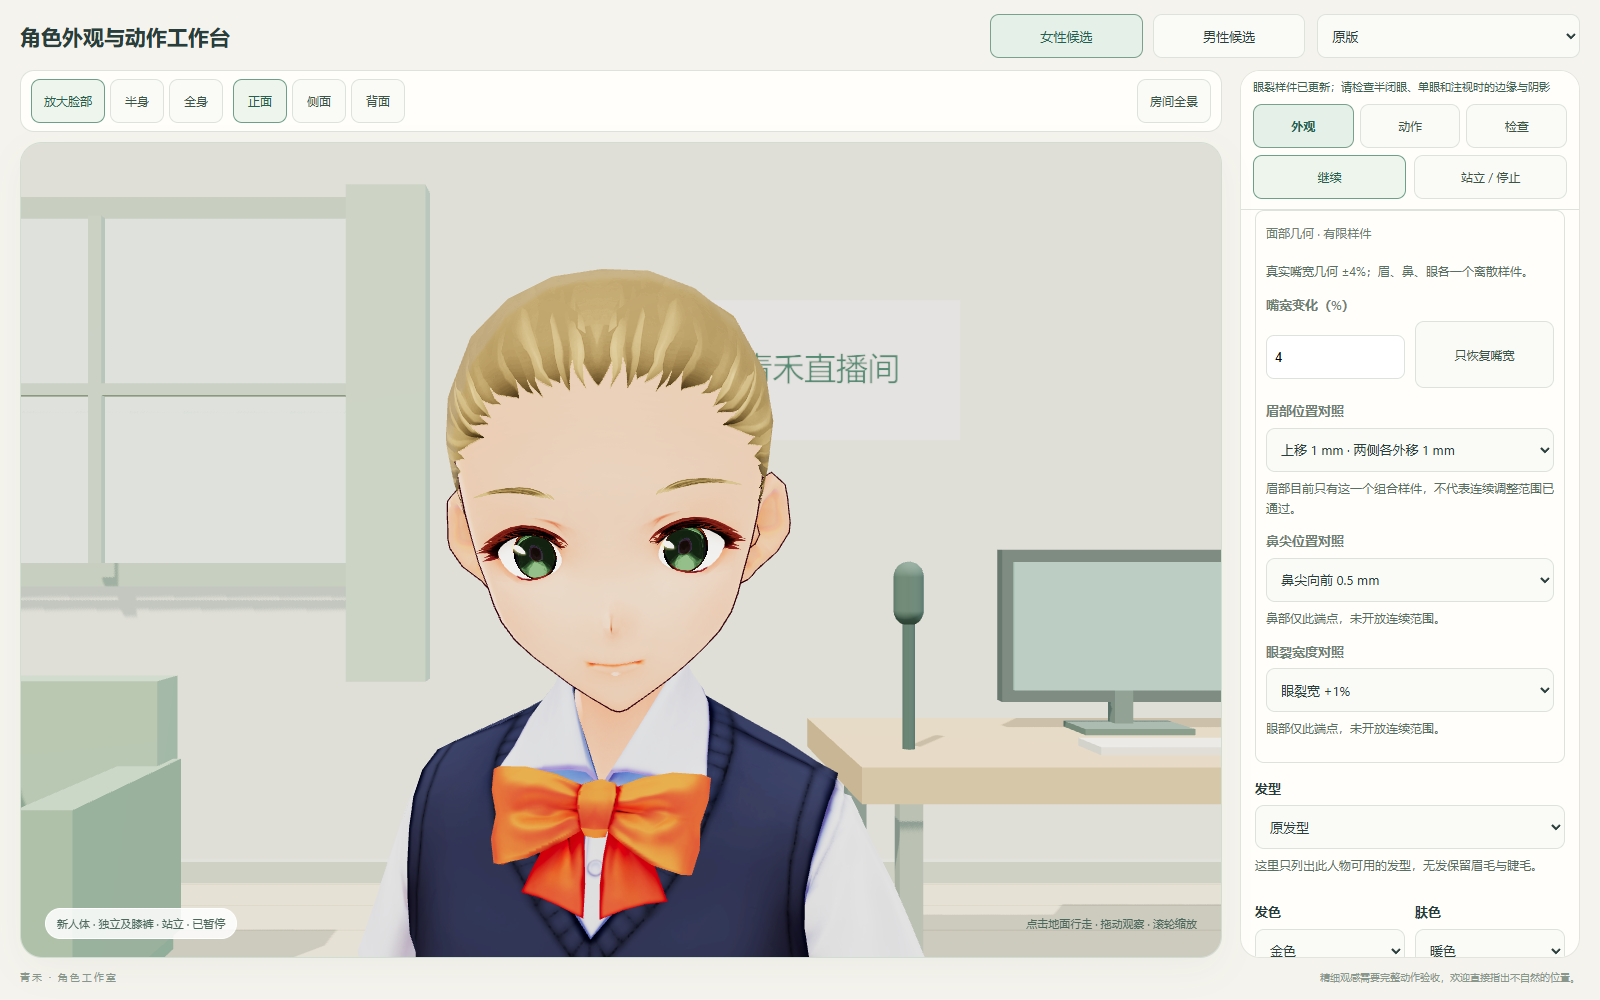 角色外观与动作工作台
女性候选
男性候选
原版
放大脸部
半身
全身
正面
侧面
背面
房间全景
眼裂样件已更新；请检查半闭眼、单眼和注视时的边缘与阴影
外观
动作
检查
继续
站立 / 停止
面部几何 · 有限样件
真实嘴宽几何 ±4%；眉、鼻、眼各一个离散样件。
嘴宽变化（%）
4
只恢复嘴宽
眉部位置对照
上移 1 mm · 两侧各外移 1 mm
眉部目前只有这一个组合样件，不代表连续调整范围已
通过。
鼻尖位置对照
鼻尖向前 0.5 mm
鼻部仅此端点，未开放连续范围。
眼裂宽度对照
眼裂宽 +1%
眼部仅此端点，未开放连续范围。
发型
原发型
这里只列出此人物可用的发型，无发保留眉毛与睫毛。
发色
肤色
金色
暖色
青禾直播间
新人体 · 独立及膝裤 · 站立 · 已暂停
点击地面行走 · 拖动观察 · 滚轮缩放
青禾 · 角色工作室
精细观感需要完整动作验收，欢迎直接指出不自然的位置。